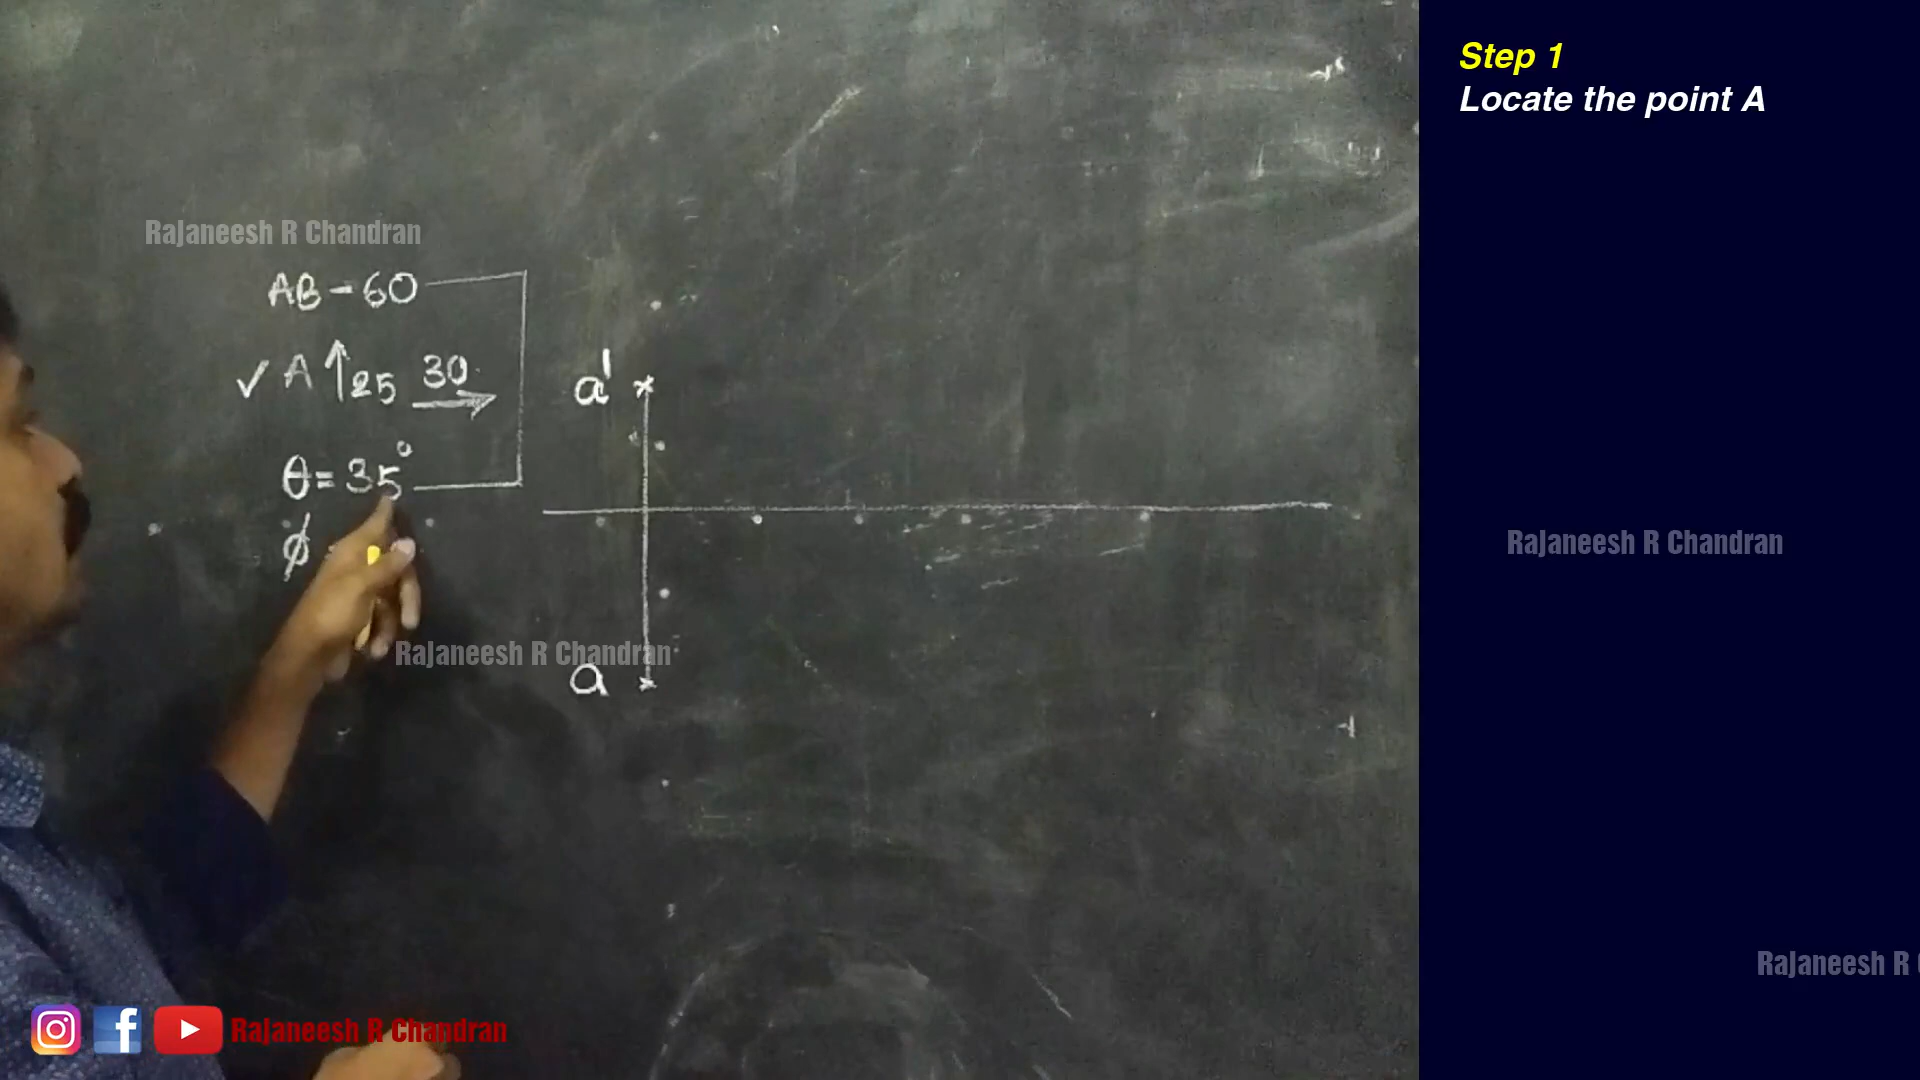 Step 1
Locate the point A
Rajaneesh R Chandran
AB - 60
✓ A ↑25 30
→
θ = 35°
ø
a'
a
Rajaneesh R Chandran
Rajaneesh R Chandran
Rajaneesh R
Rajaneesh R Chandran